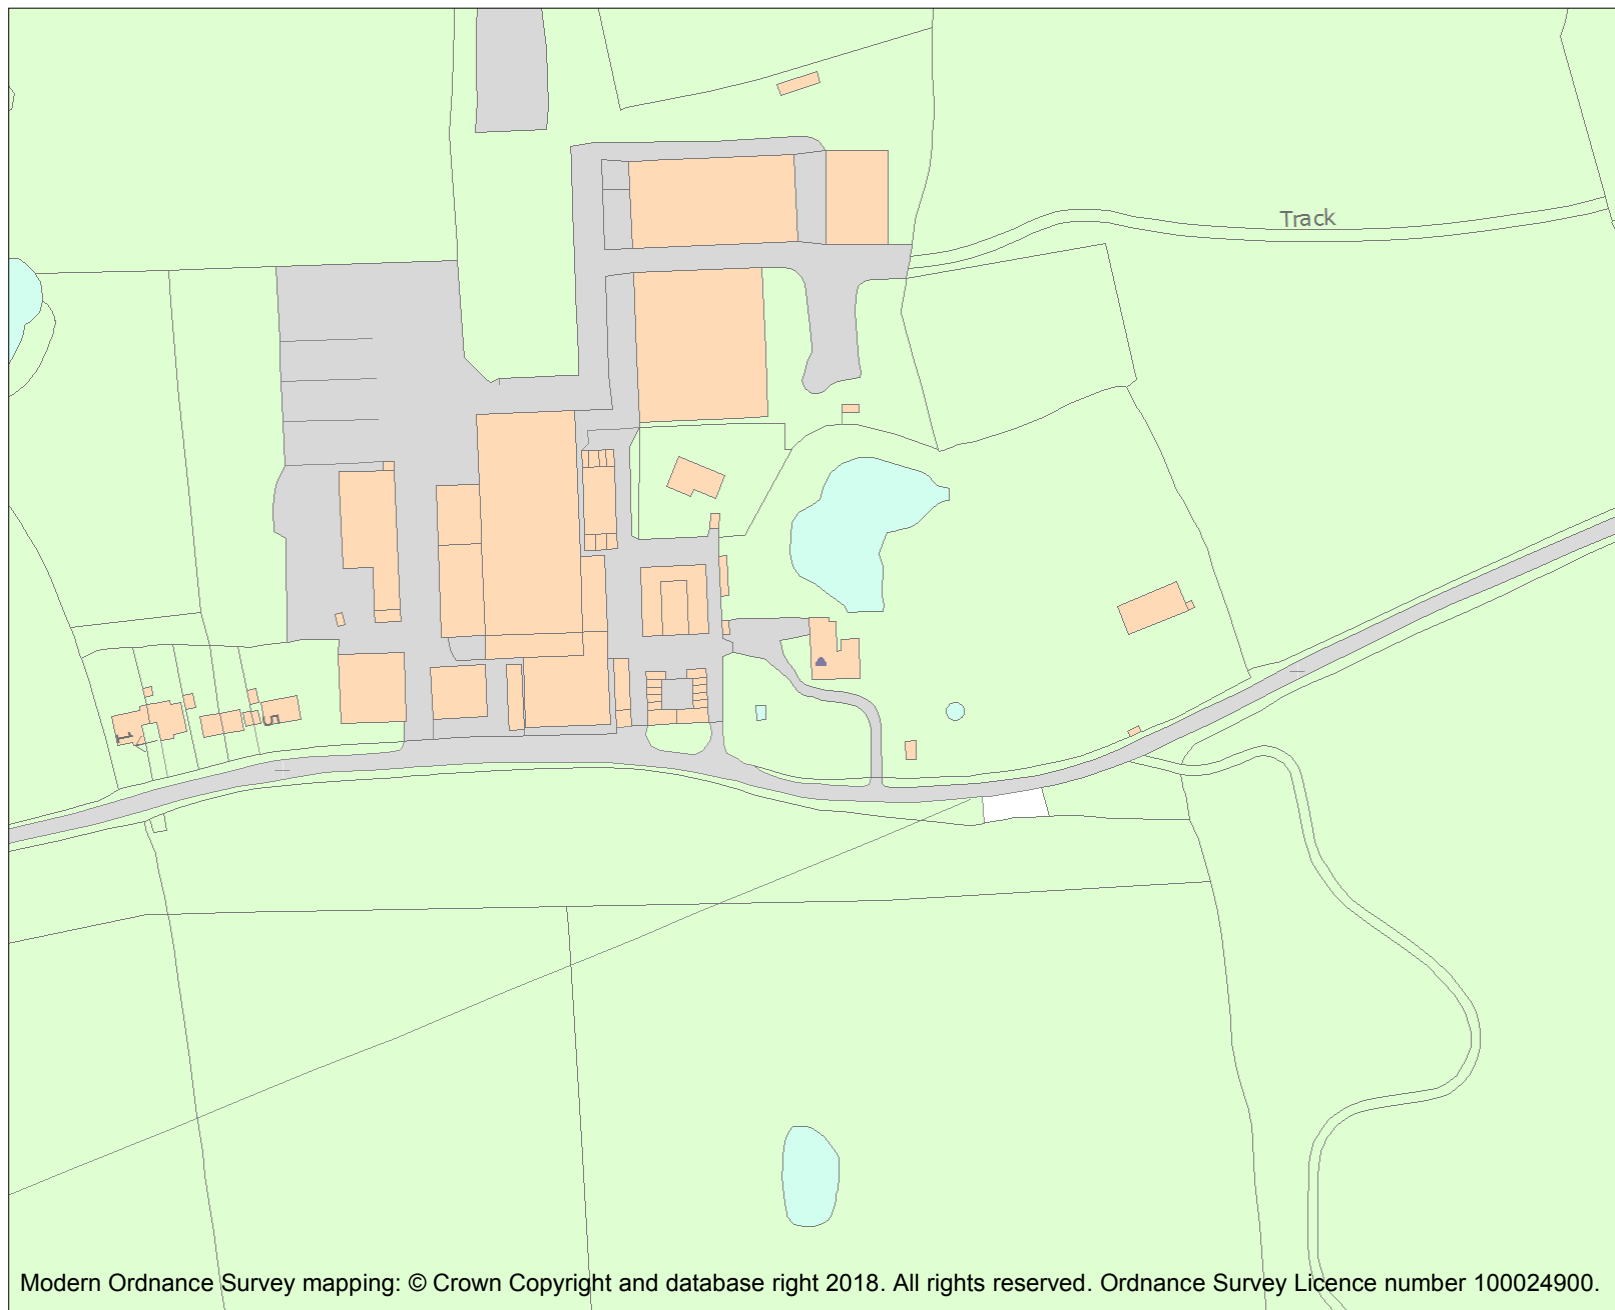 Track
1
5
Modern Ordnance Survey mapping: © Crown Copyright and database right 2018. All rights reserved. Ordnance Survey Licence number 100024900.